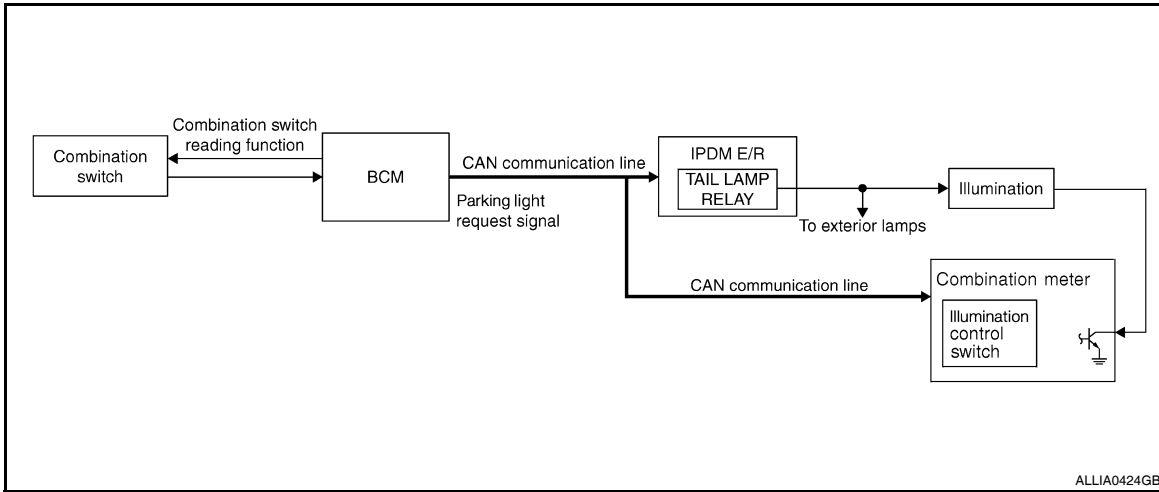 Combination switch
reading function
Combination
switch
BCM
CAN communication line
Parking light
request signal
IPDM E/R
TAIL LAMP
RELAY
To exterior lamps
Illumination
CAN communication line
Combination meter
Illumination
control
switch
ALLIA0424GB